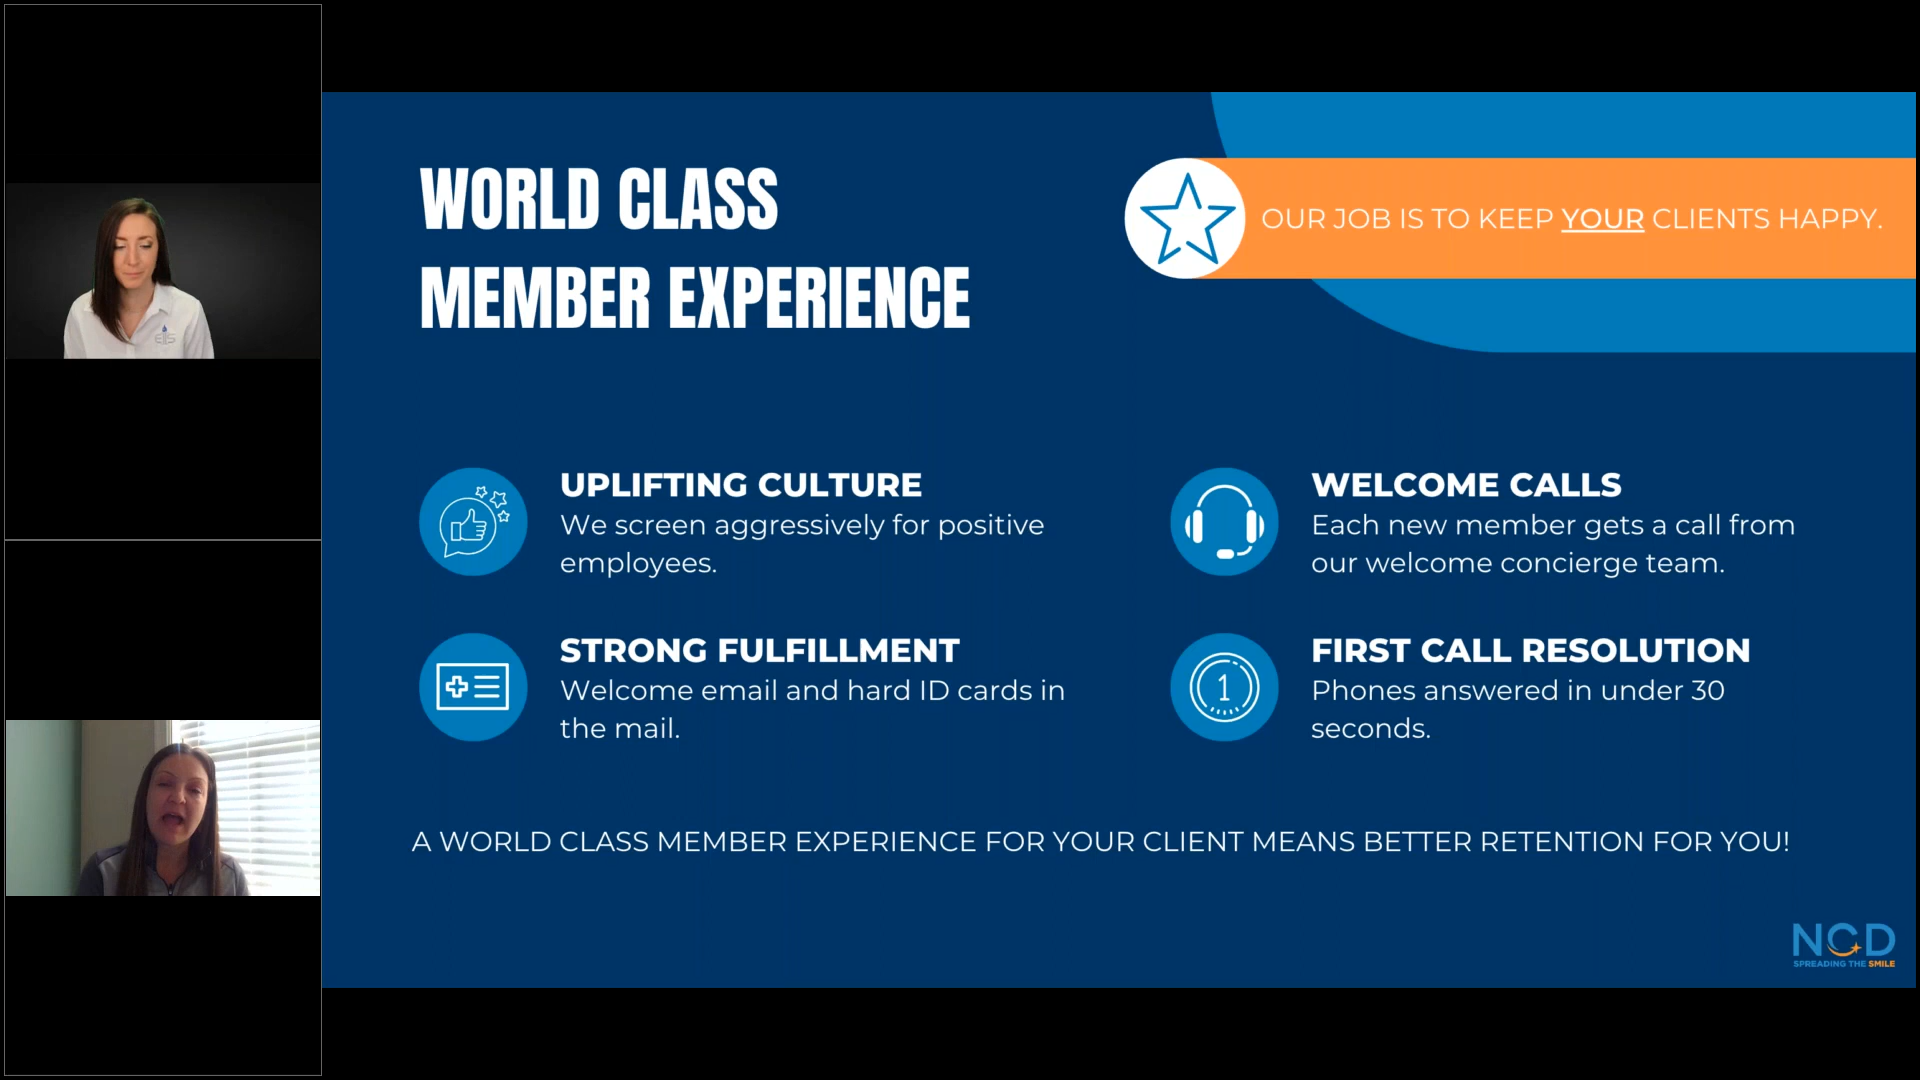 WORLD CLASS
MEMBER EXPERIENCE
OUR JOB IS TO KEEP YOUR CLIENTS HAPPY.
UPLIFTING CULTURE
We screen aggressively for positive
employees.
WELCOME CALLS
Each new member gets a call from
our welcome concierge team.
STRONG FULFILLMENT
Welcome email and hard ID cards in
the mail.
1
FIRST CALL RESOLUTION
Phones answered in under 30
seconds.
A WORLD CLASS MEMBER EXPERIENCE FOR YOUR CLIENT MEANS BETTER RETENTION FOR YOU!
NCD
SPREADING THE SMILE